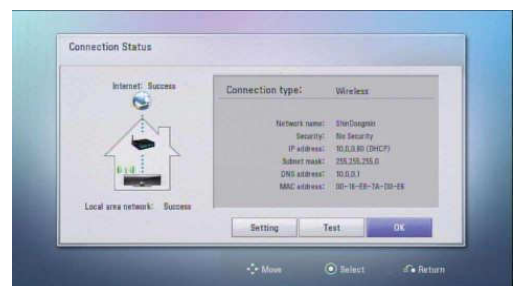 Connection Status
Internet: Success
Connection type: Wireless
Network name: ShinDongmin
Security: No Security
IP address: 10.0.0.80 (DHCP)
Subnet mask: 255.255.255.0
DNS address: 10.0.0.1
MAC address:
Local area network: Success
Setting Test OK
Move Select Return